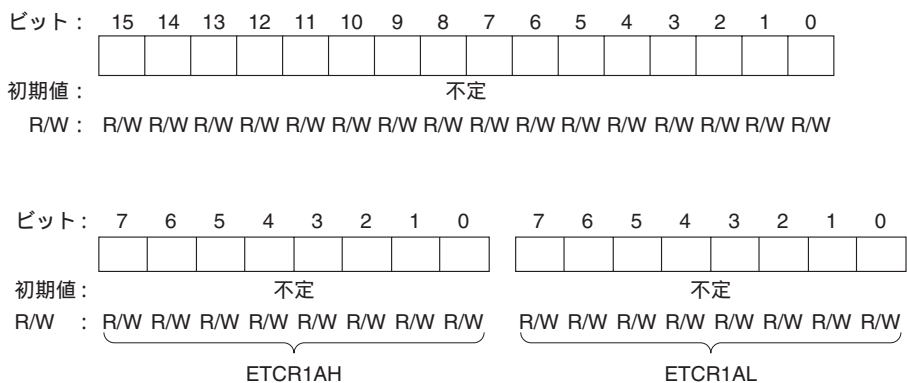 ビット : 15 14 13 12 11 10 9 8 7 6 5 4 3 2 1 0
初期値 : 不定
R/W : R/W R/W R/W R/W R/W R/W R/W R/W R/W R/W R/W R/W R/W R/W R/W R/W
ビット : 7 6 5 4 3 2 1 0 7 6 5 4 3 2 1 0
初期値 : 不定 不定
R/W : R/W R/W R/W R/W R/W R/W R/W R/W R/W R/W R/W R/W R/W R/W R/W R/W
ETCR1AH ETCR1AL